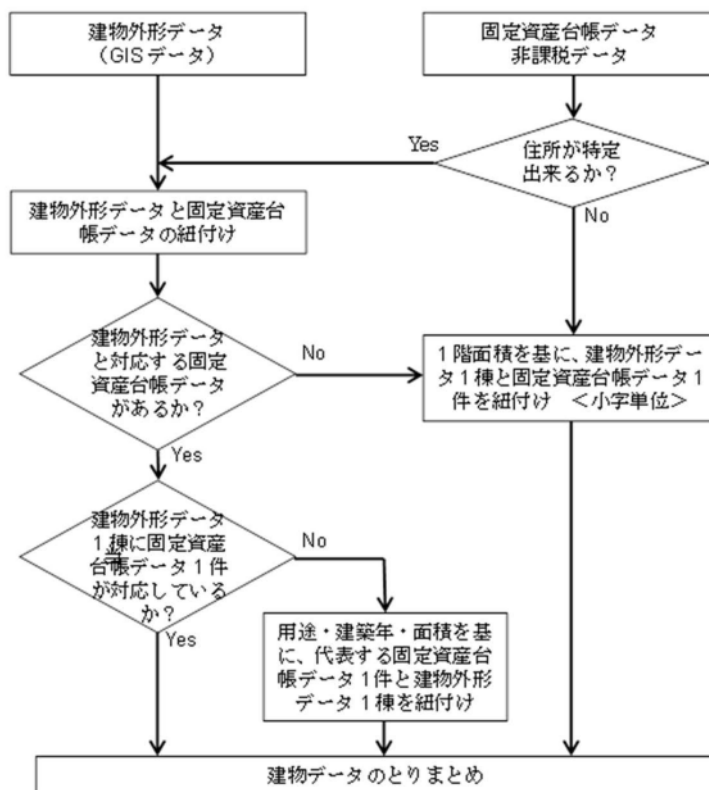 建物外形データ
（GISデータ）
固定資産台帳データ
非課税データ
Yes
住所が特定
出来るか？
建物外形データと固定資産台
帳データの紐付け
No
建物外形データ
と対応する固定
資産台帳データ
があるか？
No
１階面積を基に、建物外形デー
タ1棟と固定資産台帳データ1
件を紐付け　＜小字単位＞
Yes
建物外形データ
１棟に固定資産
台帳データ１件
が対応している
か？
No
Yes
用途・建築年・面積を基
に、代表する固定資産台
帳データ1件と建物外形
データ１棟を紐付け
建物データのとりまとめ